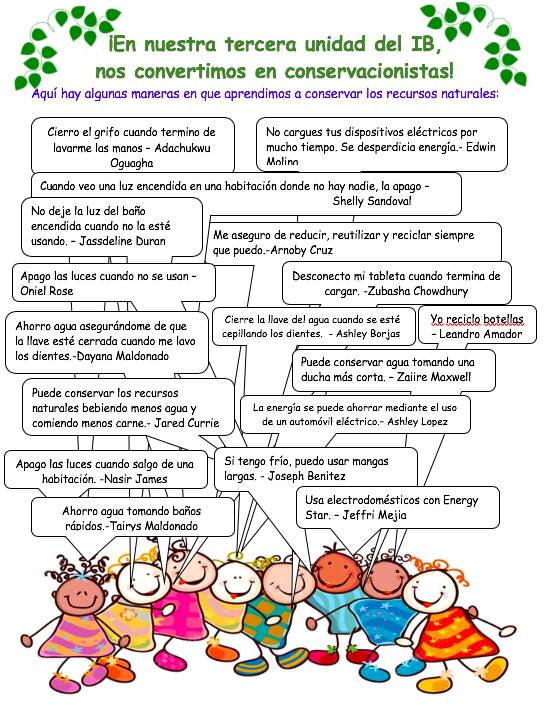 ¡En nuestra tercera unidad del IB,
nos convertimos en conservacionistas!
Aquí hay algunas maneras en que aprendimos a conservar los recursos naturales:
Cierro el grifo cuando termino de
lavarme las manos – Adachukwu
Oguagha
No cargues tus dispositivos eléctricos por
mucho tiempo. Se desperdicia energía.- Edwin
Molina
Cuando veo una luz encendida en una habitación donde no hay nadie, la apago –
Shelly Sandoval
No deje la luz del baño
encendida cuando no la esté
usando. – Jassdeline Duran
Me aseguro de reducir, reutilizar y reciclar siempre
que puedo.-Arnoby Cruz
Apago las luces cuando no se usan –
Oniel Rose
Desconecto mi tableta cuando termina de
cargar. -Zubasha Chowdhury
Ahorro agua asegurándome de que
la llave esté cerrada cuando me lavo
los dientes.-Dayana Maldonado
Cierre la llave del agua cuando se esté
cepillando los dientes. - Ashley Borjas
Yo reciclo botellas
– Leandro Amador
Puede conservar agua tomando una
ducha más corta. – Zaiire Maxwell
Puede conservar los recursos
naturales bebiendo menos agua y
comiendo menos carne.- Jared Currie
La energía se puede ahorrar mediante el uso
de un automóvil eléctrico.- Ashley Lopez
Apago las luces cuando salgo de una
habitación. -Nasir James
Si tengo frío, puedo usar mangas
largas. - Joseph Benitez
Ahorro agua tomando baños
rápidos.-Tairys Maldonado
Usa electrodomésticos con Energy
Star. – Jeffri Mejia